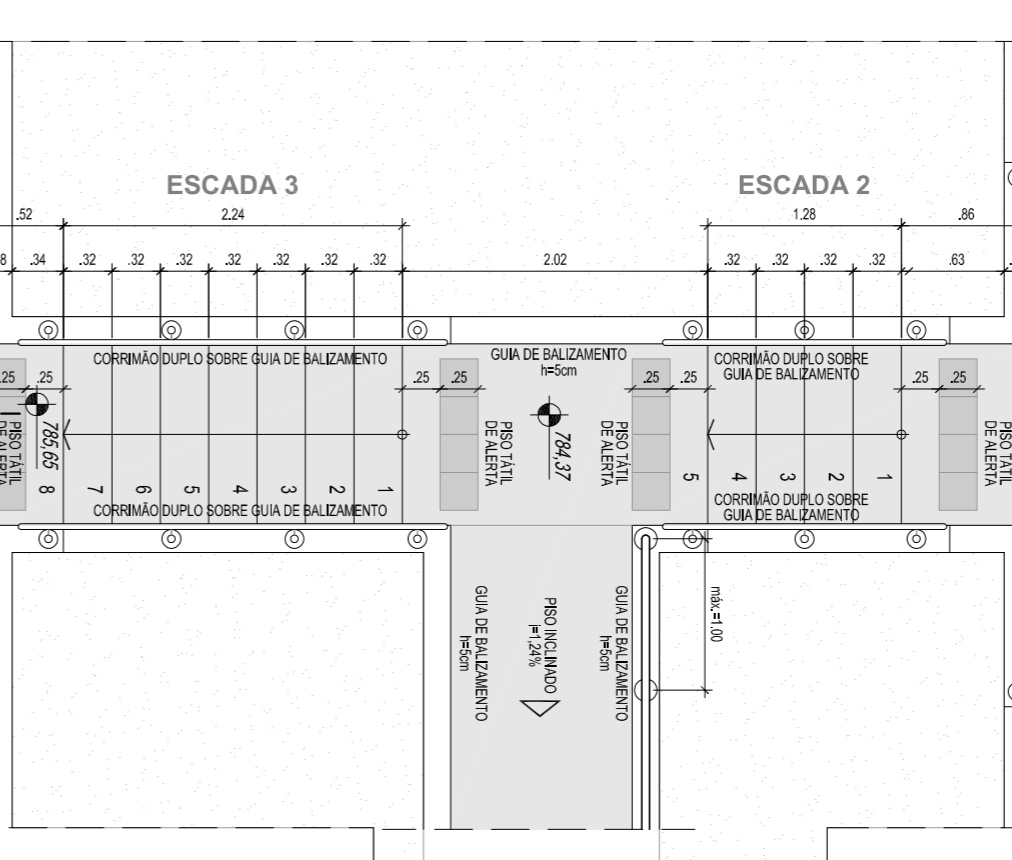 ESCADA 3
ESCADA 2
.52
2.24
1.28
.86
8
.34
.32
.32
.32
.32
.32
.32
.32
2.02
.32
.32
.32
.32
.63
CORRIMÃO DUPLO SOBRE GUIA DE BALIZAMENTO
GUIA DE BALIZAMENTO
h=5cm
CORRIMÃO DUPLO SOBRE
GUIA DE BALIZAMENTO
.25
.25
.25
.25
.25
.25
.25
.25
PISO TÁTIL
DE ALERTA
785,65
8
7
6
5
4
3
2
1
PISO TÁTIL
DE ALERTA
784,37
PISO TÁTIL
DE ALERTA
5
4
3
2
1
PISO TÁTIL
DE ALERTA
CORRIMÃO DUPLO SOBRE GUIA DE BALIZAMENTO
CORRIMÃO DUPLO SOBRE
GUIA DE BALIZAMENTO
GUIA DE BALIZAMENTO
h=5cm
PISO INCLINADO
i=1,24%
GUIA DE BALIZAMENTO
h=5cm
máx.=1.00